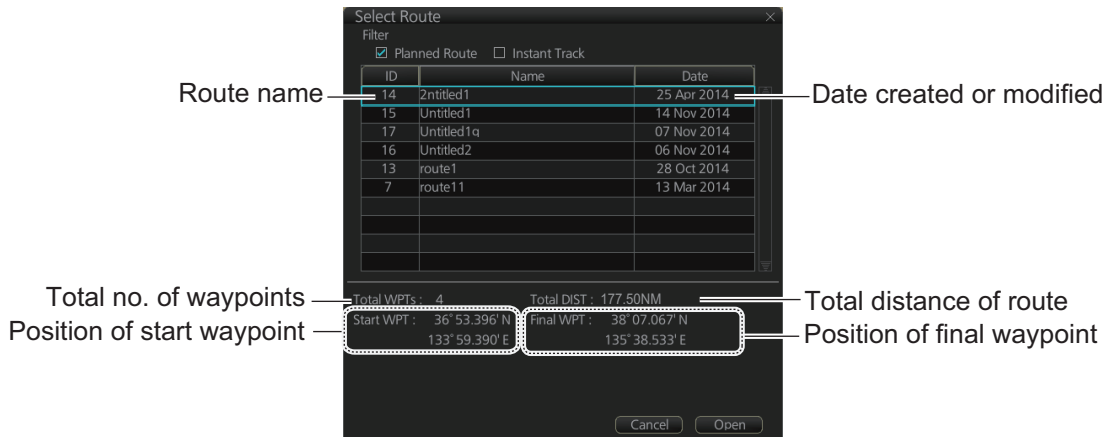 Select Route
Filter
Planned Route Instant Track
ID Name Date
Route name 14 2ntitled1 25 Apr 2014 Date created or modified
15 Untitled1 14 Nov 2014
17 Untitled1q 07 Nov 2014
16 Untitled2 06 Nov 2014
13 route1 28 Oct 2014
7 route11 13 Mar 2014
Total no. of waypoints Total WPTs : 4 Total DIST : 177.50NM Total distance of route
Position of start waypoint Start WPT : 36°53.396' N Final WPT : 38°07.067' N Position of final waypoint
133°59.390' E 135°38.533' E
Cancel Open